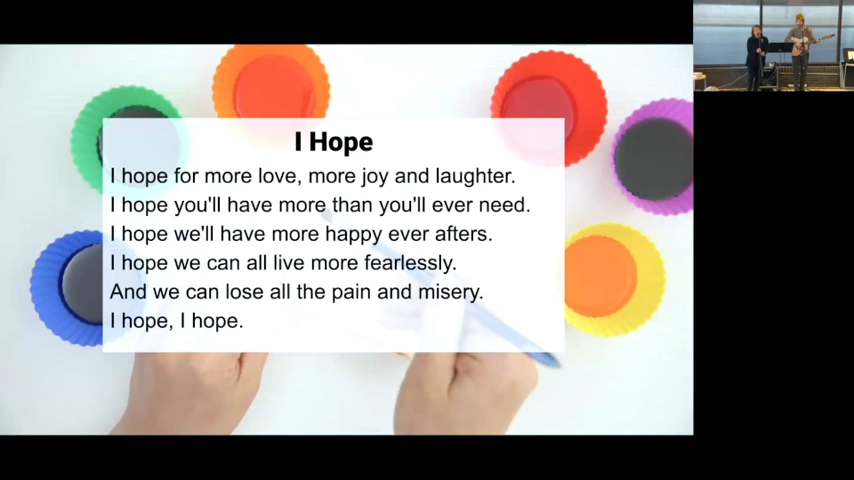 I Hope
I hope for more love, more joy and laughter.
I hope you'll have more than you'll ever need.
I hope we'll have more happy ever afters.
I hope we can all live more fearlessly.
And we can lose all the pain and misery.
I hope, I hope.